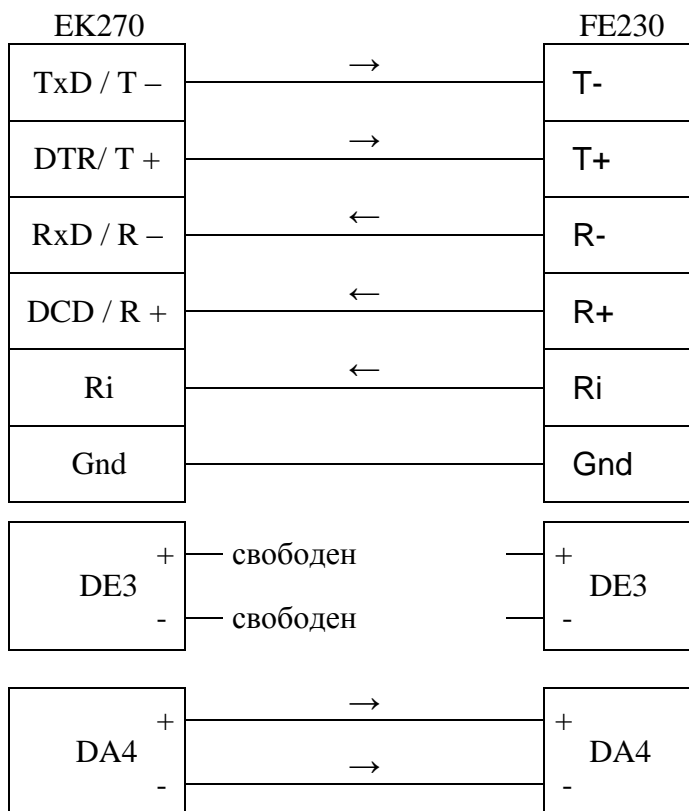 EK270 FE230
TxD / T – → T-
DTR/ T + → T+
RxD / R – ← R-
DCD / R + ← R+
Ri ← Ri
Gnd Gnd
+ свободен +
DE3 DE3
- свободен -
+ → +
DA4 DA4
- → -